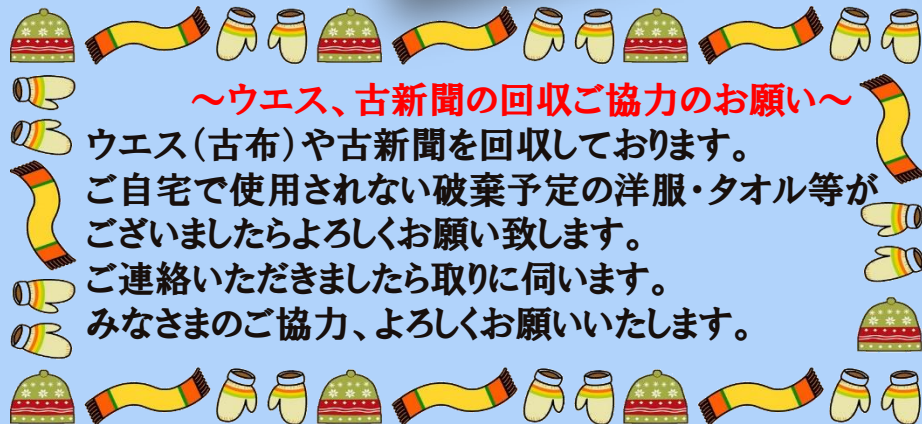 ～ウエス、古新聞の回収ご協力のお願い～
ウエス（古布）や古新聞を回収しております。
ご自宅で使用されない破棄予定の洋服・タオル等が
ございましたらよろしくお願い致します。
ご連絡いただきましたら取りに伺います。
みなさまのご協力、よろしくお願いいたします。